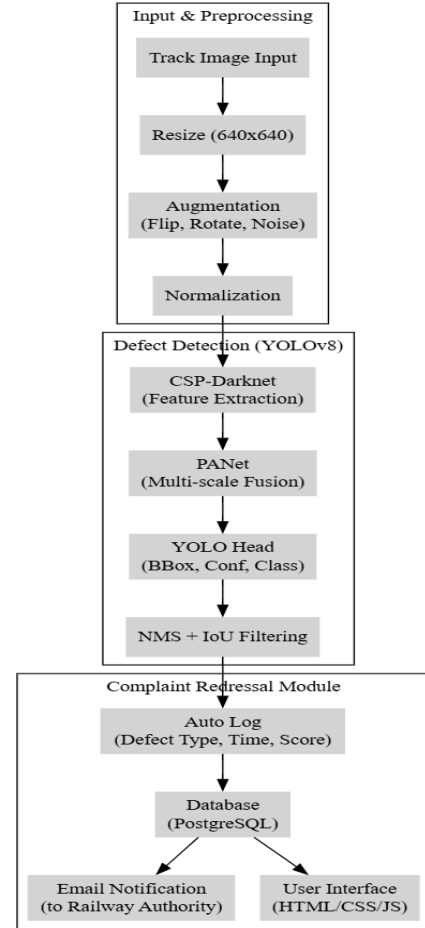 Input & Preprocessing
Track Image Input
Resize (640x640)
Augmentation
(Flip, Rotate, Noise)
Normalization
Defect Detection (YOLOv8)
CSP-Darknet
(Feature Extraction)
PANet
(Multi-scale Fusion)
YOLO Head
(BBox, Conf, Class)
NMS + IoU Filtering
Complaint Redressal Module
Auto Log
(Defect Type, Time, Score)
Database
(PostgreSQL)
Email Notification
(to Railway Authority)
User Interface
(HTML/CSS/JS)